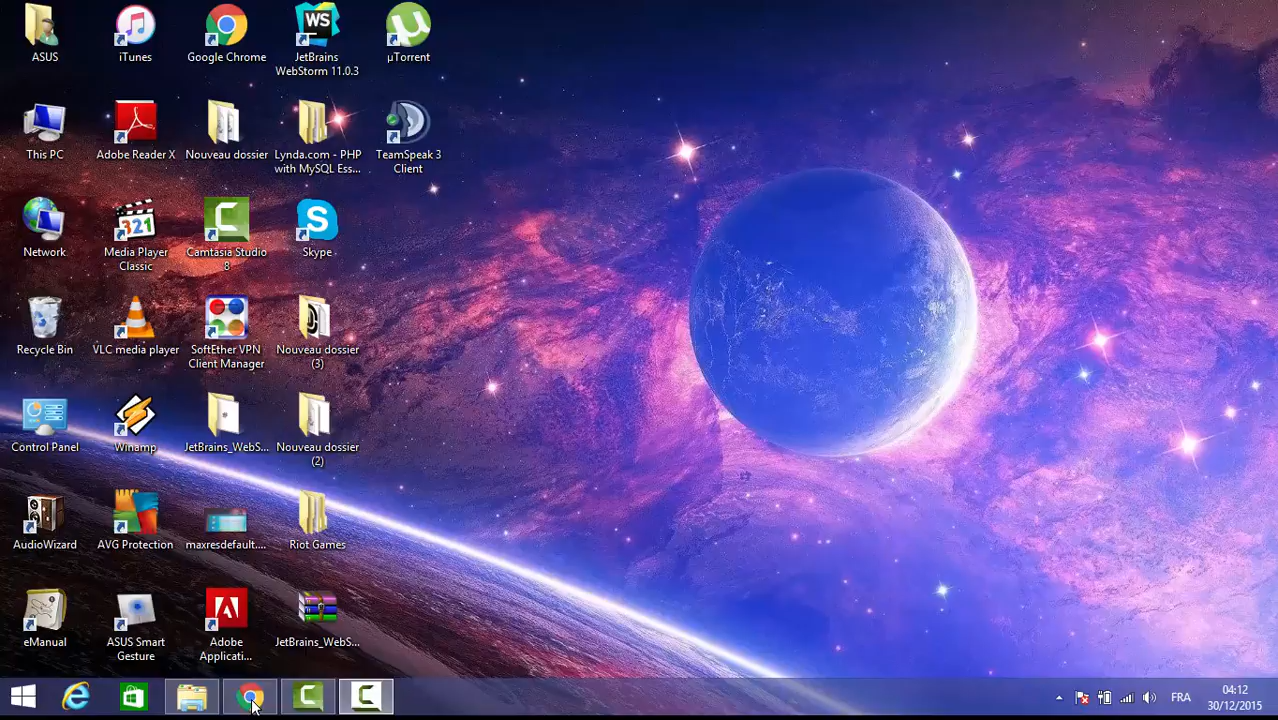 ASUS
iTunes
Google Chrome
WS
JetBrains
WebStorm 11.0.3
µ
µTorrent
This PC
Adobe Reader X
Nouveau dossier
Lynda.com - PHP
with MySQL Ess...
TeamSpeak 3
Client
Network
321
Media Player
Classic
Camtasia Studio
8
Skype
Recycle Bin
VLC media player
SoftEther VPN
Client Manager
Nouveau dossier
(3)
Control Panel
Winamp
JetBrains_WebS...
Nouveau dossier
(2)
AudioWizard
AVG Protection
maxresdefault....
Riot Games
eManual
ASUS Smart
Gesture
Adobe
Applicati...
JetBrains_WebS...
FRA
04:12
30/12/2015